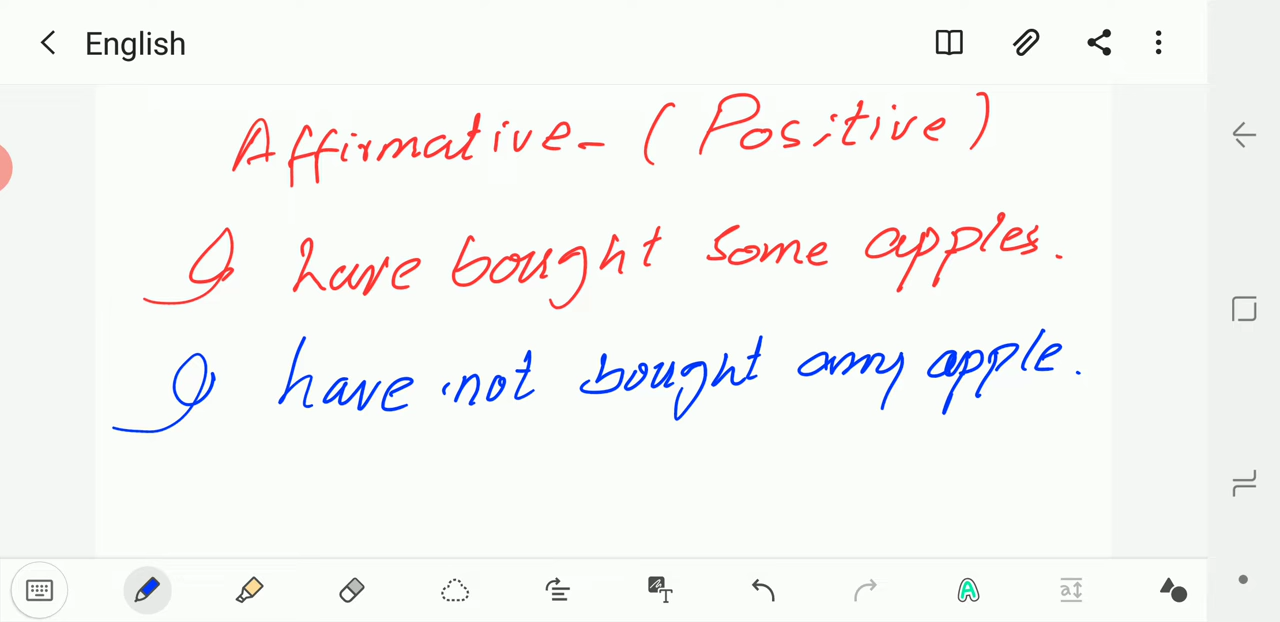 English
Affirmative - (Positive)
I have bought some apples.
I have not bought any apple.